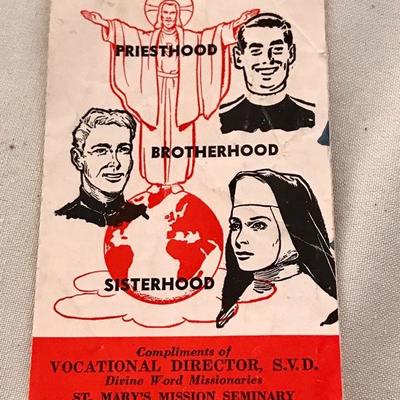 PRIESTHOOD
BROTHERHOOD
SISTERHOOD
Compliments of
VOCATIONAL DIRECTOR, S.V.D.
Divine Word Missionaries
ST. MARY'S MISSION SEMINARY